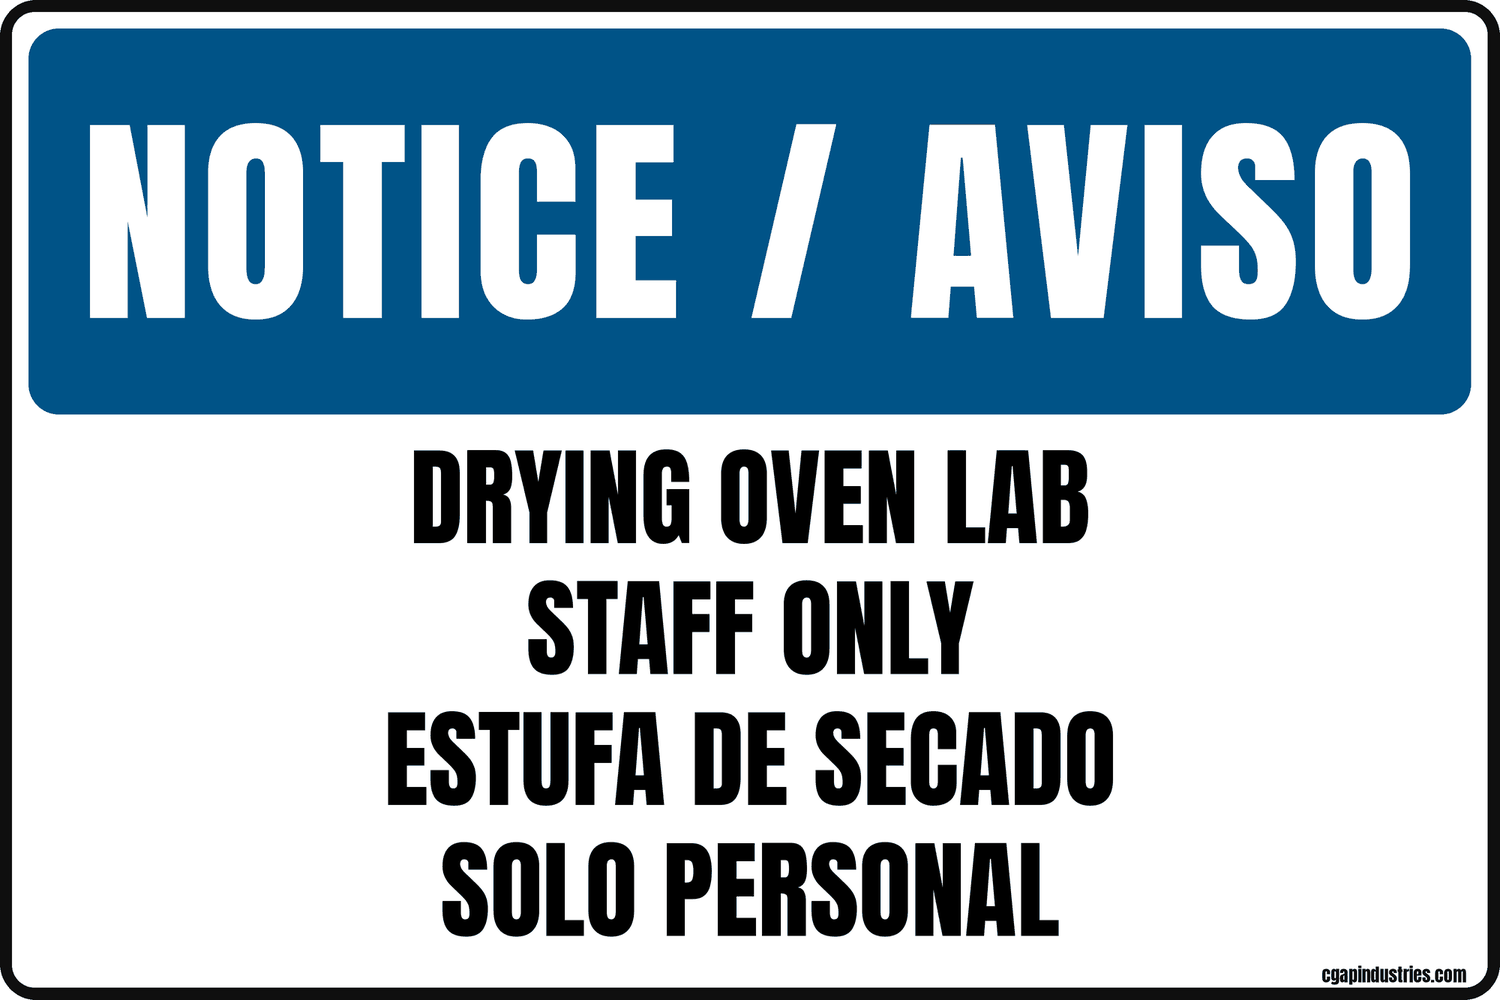 NOTICE / AVISO
DRYING OVEN LAB
STAFF ONLY
ESTUFA DE SECADO
SOLO PERSONAL
cgapindustries.com